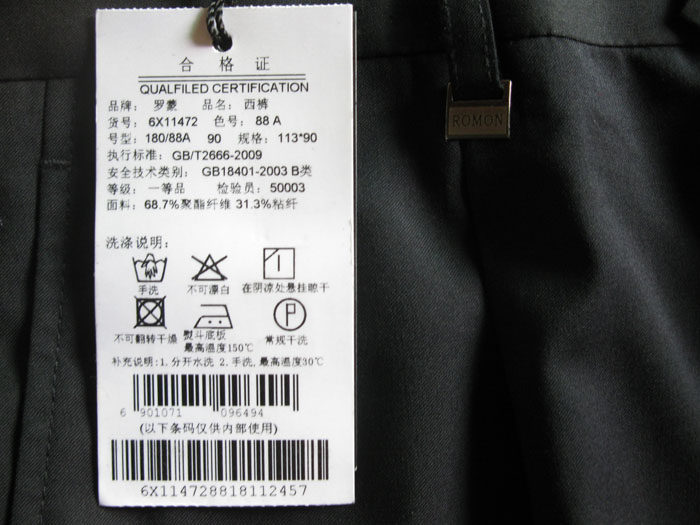 合格证
QUALFILED CERTIFICATION
品牌: 罗蒙 品名: 西裤
货号: 6X11472 色号: 88 A
号型: 180/88A 90 规格: 113*90
执行标准: GB/T2666-2009
安全技术类别: GB18401-2003 B类
等级: 一等品 检验员: 50003
面料: 68.7%聚酯纤维 31.3%粘纤
洗涤说明:
手洗 不可漂白 在阴凉处悬挂晾干
P
不可翻转干燥 熨斗底板最高温度150℃ 常规干洗
补充说明:1.分开水洗 2.手洗,最高温度30℃
6 901071 096494
(以下条码仅供内部使用)
6X114728818112457
ROMON